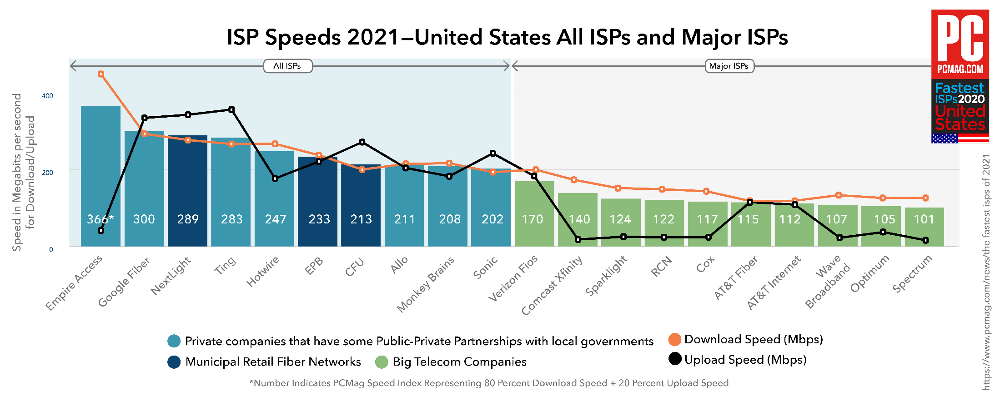 ISP Speeds 2021—United States All ISPs and Major ISPs
PC
PCMAG.COM
Fastest
ISPs2020
United
States
All ISPs
Major ISPs
Speed in Megabits per second
for Download/Upload
400
200
0
366*
300
289
283
247
233
213
211
208
202
170
140
124
122
117
115
112
107
105
101
Empire Access
Google Fiber
NextLight
Ting
Hotwire
EPB
CFU
Allo
Monkey Brains
Sonic
Verizon Fios
Comcast Xfinity
Sparklight
RCN
Cox
AT&T Fiber
AT&T Internet
Wave
Broadband
Optimum
Spectrum
Private companies that have some Public-Private Partnerships with local governments
Municipal Retail Fiber Networks
Big Telecom Companies
Download Speed (Mbps)
Upload Speed (Mbps)
*Number Indicates PCMag Speed Index Representing 80 Percent Download Speed + 20 Percent Upload Speed
https://www.pcmag.com/news/the-fastest-isps-of-2021